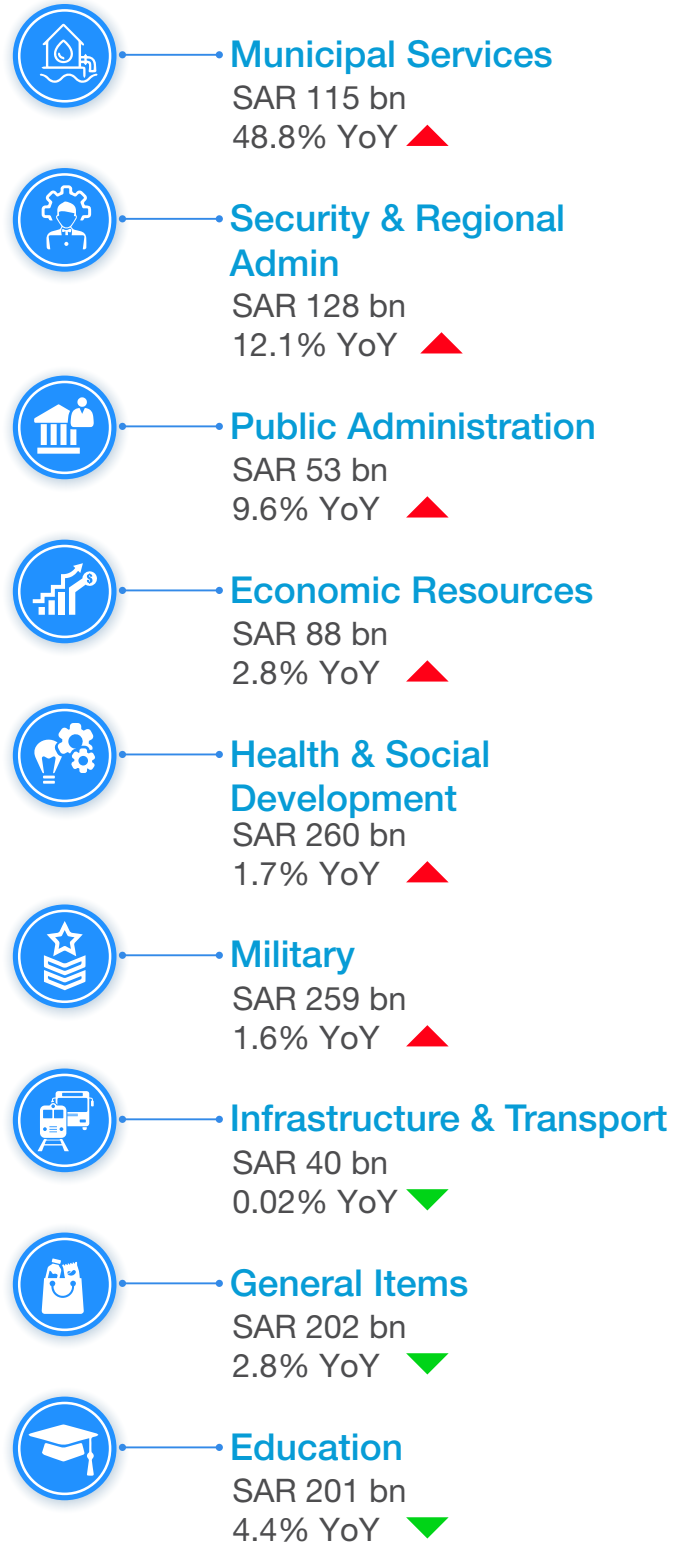 Municipal Services
SAR 115 bn
48.8% YoY
Security & Regional
Admin
SAR 128 bn
12.1% YoY
Public Administration
SAR 53 bn
9.6% YoY
Economic Resources
SAR 88 bn
2.8% YoY
Health & Social
Development
SAR 260 bn
1.7% YoY
Military
SAR 259 bn
1.6% YoY
Infrastructure & Transport
SAR 40 bn
0.02% YoY
General Items
SAR 202 bn
2.8% YoY
Education
SAR 201 bn
4.4% YoY